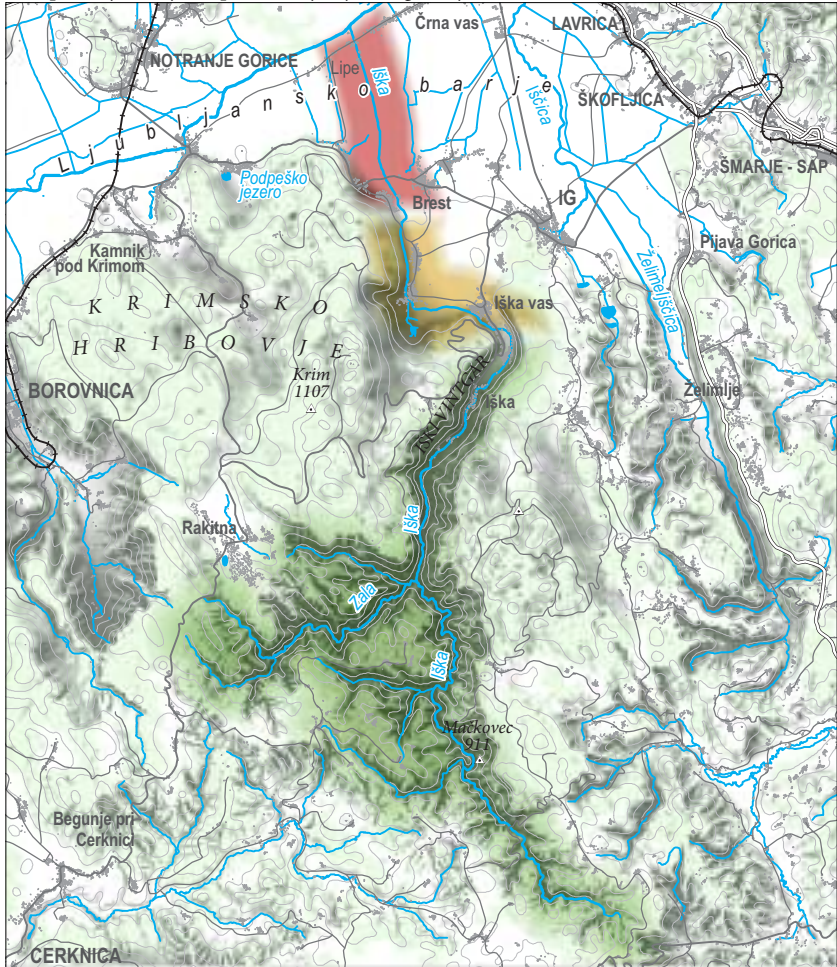 Črna vas
LAVRICA
NOTRANJE GORICE
Lipe
Iška
Ljubljansko barje
Iščica
ŠKOFLJICA
ŠMARJE - SAP
Podpeško
jezero
Brest
IG
Kamnik
pod Krimom
Pijava Gorica
Želimeljščica
KRIMSKO
HRIBOVJE
Iška vas
Krim
1107
BOROVNICA
IŠKI VINTGAR
Iška
Želimlje
Iška
Rakitna
Zala
Iška
Mačkovec
911
Begunje pri
Cerknici
CERKNICA